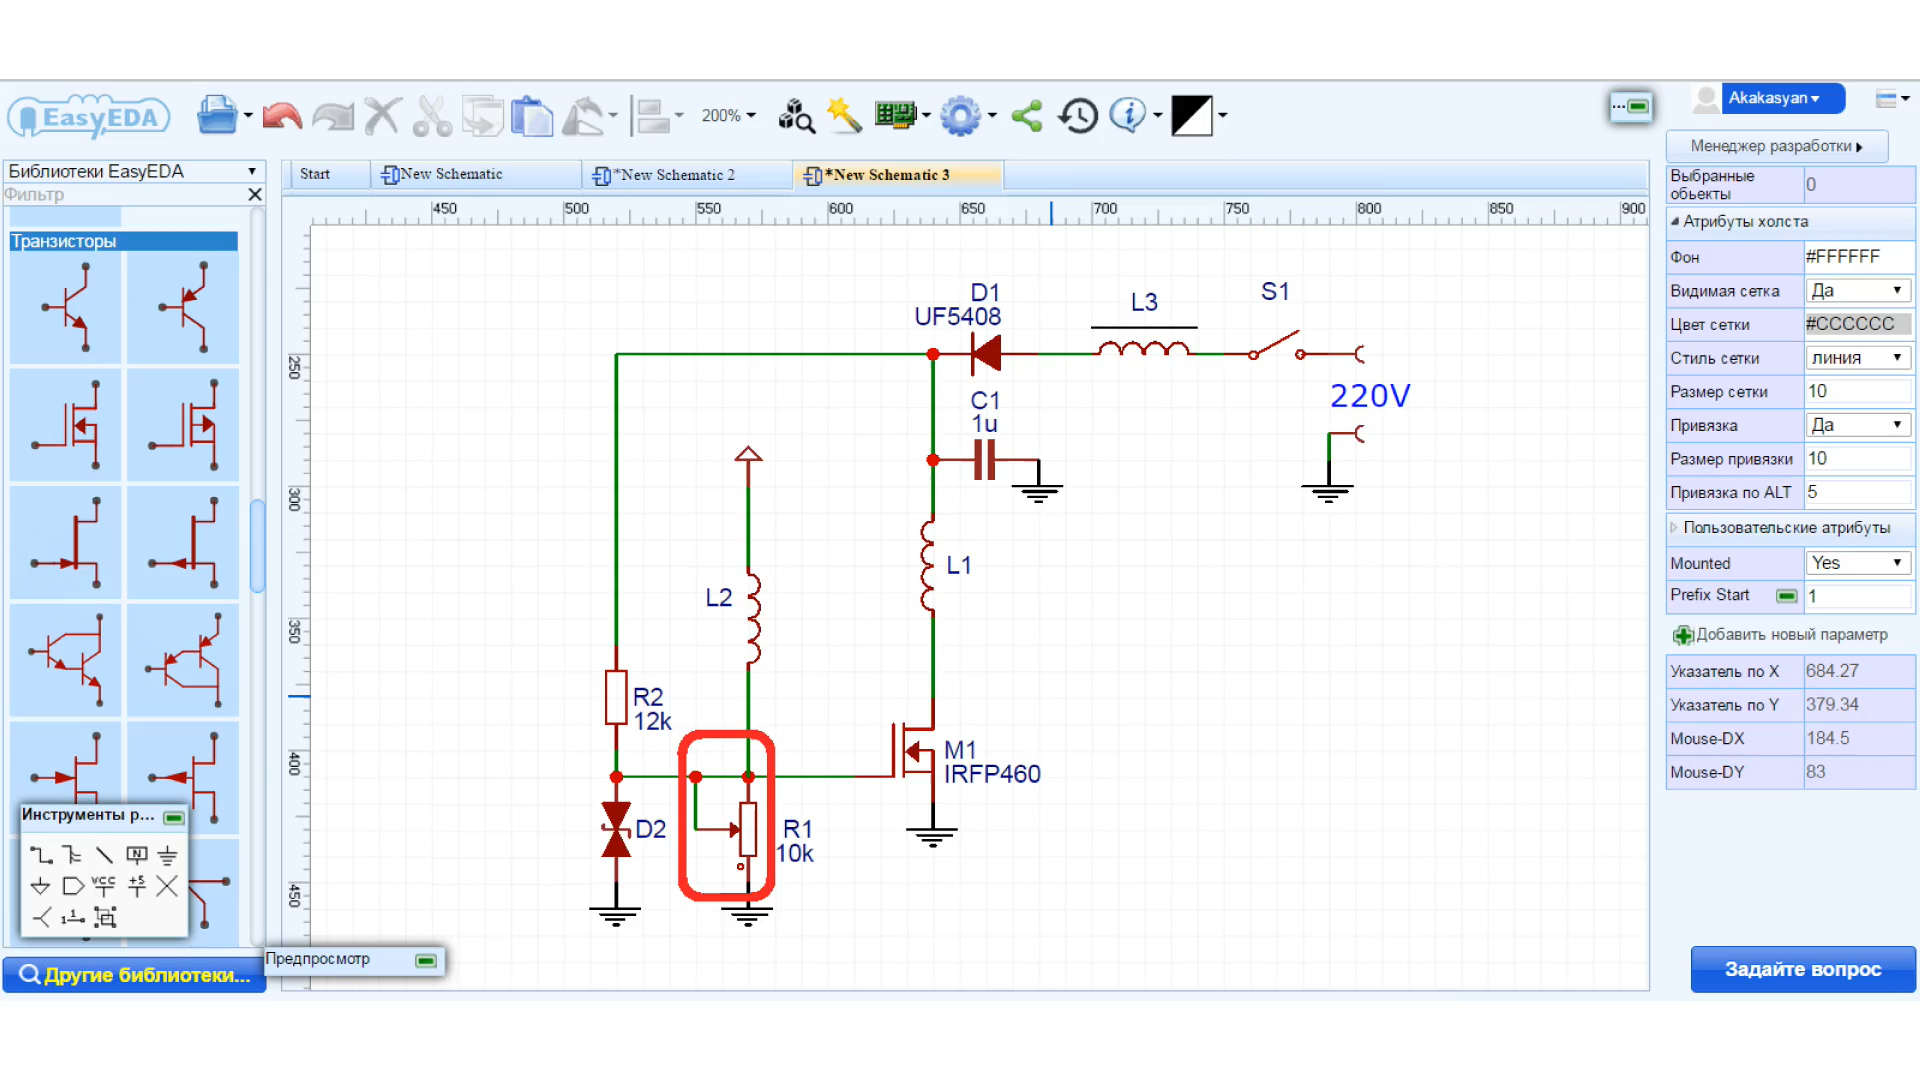 EasyEDA
200%
Akakasyan
Менеджер разработки
Библиотеки EasyEDA
Фильтр
Транзисторы
Start
New Schematic
*New Schematic 2
*New Schematic 3
450
500
550
600
650
700
750
800
850
900
250
300
350
400
450
D1
UF5408
L3
S1
220V
C1
1u
L1
L2
R2
12k
M1
IRFP460
D2
R1
10k
Инструменты р...
N
VCC
+5
1
Предпросмотр
Другие библиотеки...
Выбранные
объекты
0
Атрибуты холста
Фон
#FFFFFF
Видимая сетка
Да
Цвет сетки
#CCCCCC
Стиль сетки
линия
Размер сетки
10
Привязка
Да
Размер привязки
10
Привязка по ALT
5
Пользовательские атрибуты
Mounted
Yes
Prefix Start
1
Добавить новый параметр
Указатель по X
684.27
Указатель по Y
379.34
Mouse-DX
184.5
Mouse-DY
83
Задайте вопрос